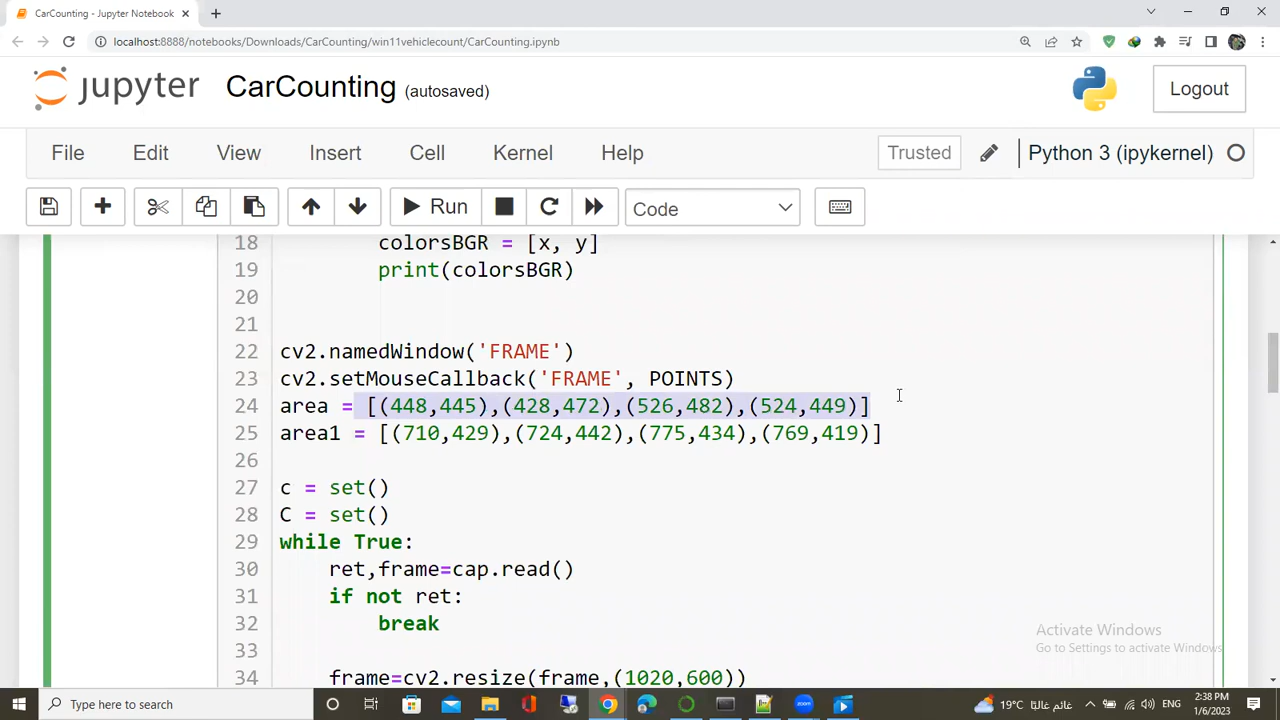 CarCounting - Jupyter Notebook
localhost:8888/notebooks/Downloads/CarCounting/win11vehiclecount/CarCounting.ipynb
jupyter CarCounting (autosaved) Logout
File Edit View Insert Cell Kernel Help Trusted Python 3 (ipykernel)
Run Code
18 colorsBGR = [x, y]
19 print(colorsBGR)
20
21
22 cv2.namedWindow('FRAME')
23 cv2.setMouseCallback('FRAME', POINTS)
24 area = [(448,445),(428,472),(526,482),(524,449)]
25 area1 = [(710,429),(724,442),(775,434),(769,419)]
26
27 c = set()
28 C = set()
29 while True:
30 ret,frame=cap.read()
31 if not ret:
32 break
33
34 frame=cv2.resize(frame,(1020,600))
Activate Windows
Go to Settings to activate Windows.
Type here to search
19°C غائم غالبًا ENG 2:38 PM
1/6/2023